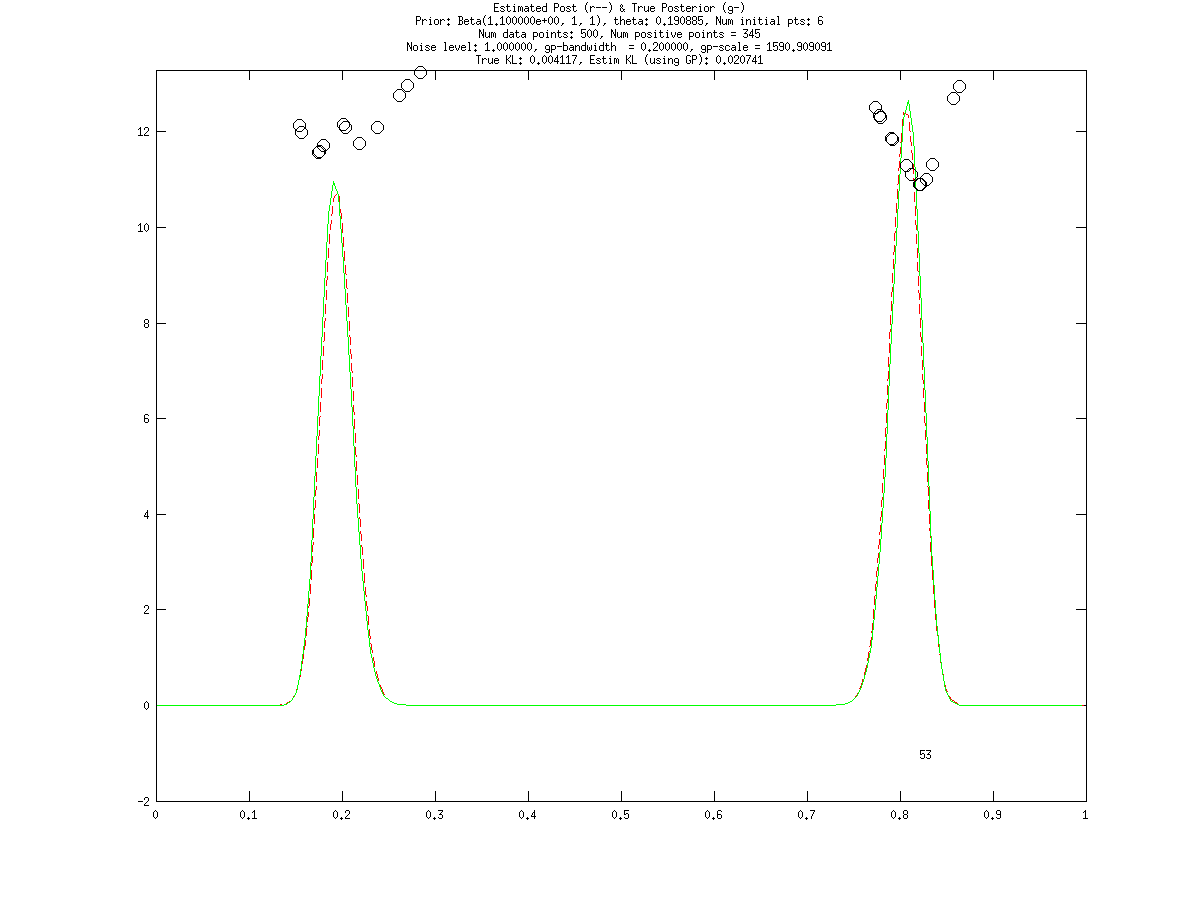 Estimated Post (r--) & True Posterior (g-)
Prior: Beta(1.100000e+00, 1, 1), theta: 0.190885, Num initial pts: 6
Num data points: 500, Num positive points = 345
Noise level: 1.000000, gp-bandwidth  = 0.200000, gp-scale = 1590.909091
True KL: 0.004117, Estim KL (using GP): 0.020741
12
10
8
6
4
2
0
53
-2
0 0.1 0.2 0.3 0.4 0.5 0.6 0.7 0.8 0.9 1